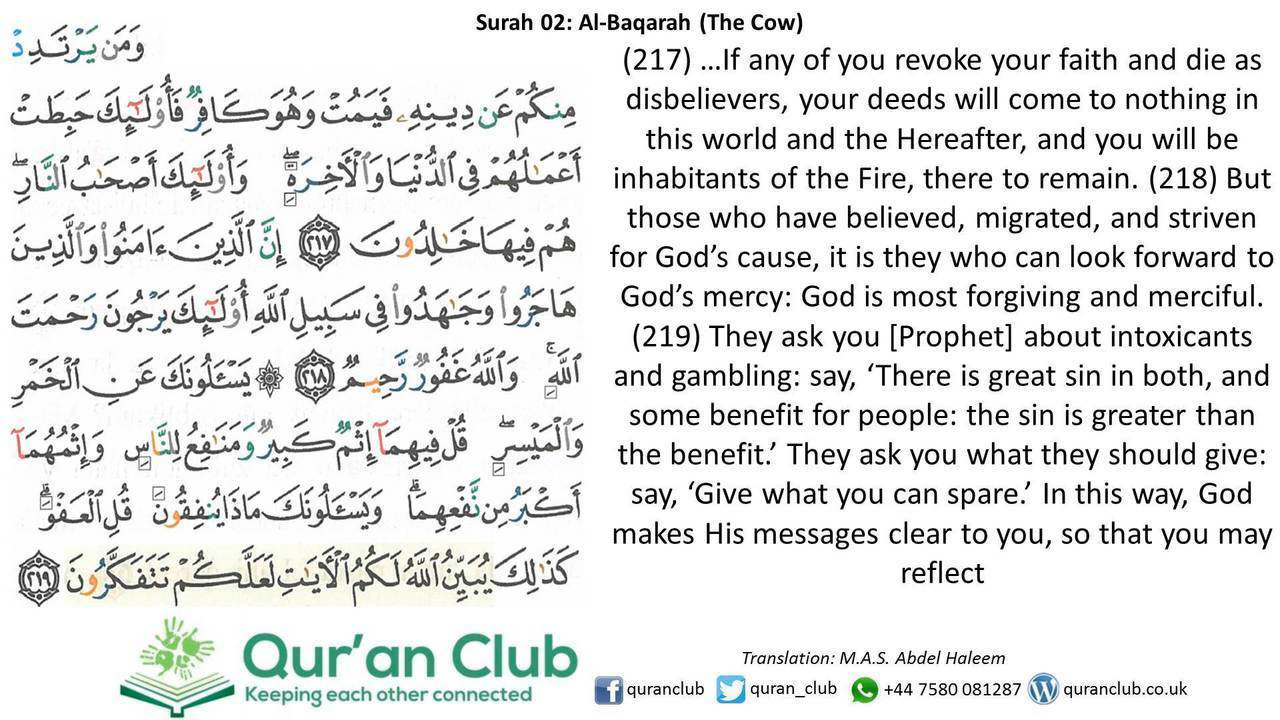 Surah 02: Al-Baqarah (The Cow)
وَمَن يَرْتَدِدْ
مِنكُمْ عَن دِينِهِۦ فَيَمُتْ وَهُوَ كَافِرٌ فَأُو۟لَـٰٓئِكَ حَبِطَتْ
أَعْمَـٰلُهُمْ فِى ٱلدُّنْيَا وَٱلْـَٔاخِرَةِ ۖ وَأُو۟لَـٰٓئِكَ أَصْحَـٰبُ ٱلنَّارِ ۖ
هُمْ فِيهَا خَـٰلِدُونَ ٢١٧ إِنَّ ٱلَّذِينَ ءَامَنُوا۟ وَٱلَّذِينَ
هَاجَرُوا۟ وَجَـٰهَدُوا۟ فِى سَبِيلِ ٱللَّهِ أُو۟لَـٰٓئِكَ يَرْجُونَ رَحْمَتَ
ٱللَّهِ ۚ وَٱللَّهُ غَفُورٌ رَّحِيمٌ ٢١٨ ۞ يَسْـَٔلُونَكَ عَنِ ٱلْخَمْرِ
وَٱلْمَيْسِرِ ۖ قُلْ فِيهِمَآ إِثْمٌ كَبِيرٌ وَمَنَـٰفِعُ لِلنَّاسِ وَإِثْمُهُمَآ
أَكْبَرُ مِن نَّفْعِهِمَا ۗ وَيَسْـَٔلُونَكَ مَاذَا يُنفِقُونَ قُلِ ٱلْعَفْوَ ۗ
كَذَٰلِكَ يُبَيِّنُ ٱللَّهُ لَكُمُ ٱلْـَٔايَـٰتِ لَعَلَّكُمْ تَتَفَكَّرُونَ ٢١٩
(217) ...If any of you revoke your faith and die as
disbelievers, your deeds will come to nothing in
this world and the Hereafter, and you will be
inhabitants of the Fire, there to remain. (218) But
those who have believed, migrated, and striven
for God’s cause, it is they who can look forward to
God’s mercy: God is most forgiving and merciful.
(219) They ask you [Prophet] about intoxicants
and gambling: say, ‘There is great sin in both, and
some benefit for people: the sin is greater than
the benefit.’ They ask you what they should give:
say, ‘Give what you can spare.’ In this way, God
makes His messages clear to you, so that you may
reflect
Qur’an Club
Keeping each other connected
Translation: M.A.S. Abdel Haleem
quranclub quran_club +44 7580 081287 quranclub.co.uk